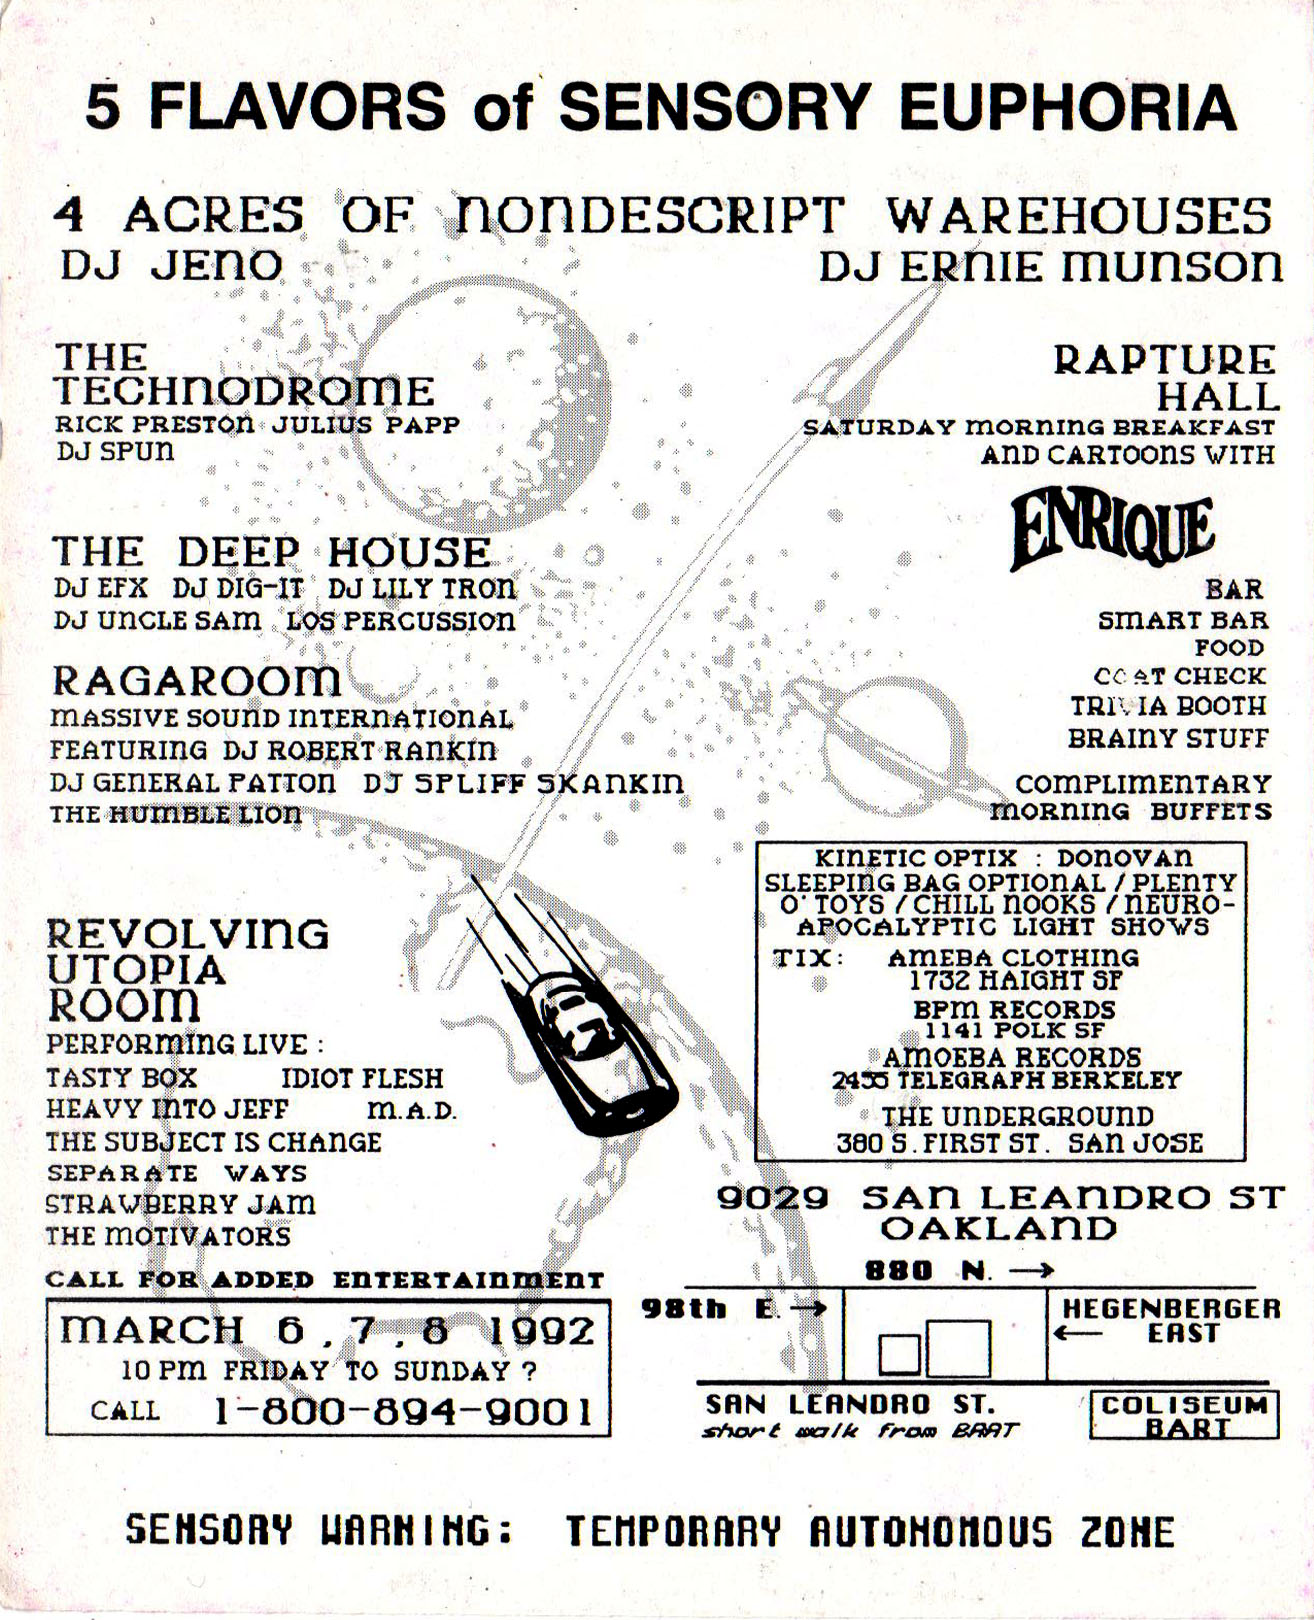 5 FLAVORS of SENSORY EUPHORIA
4 ACRES OF NONDESCRIPT WAREHOUSES
DJ JENO
DJ ERNIE MUNSON
THE
TECHNODROME
RICK PRESTON JULIUS PAPP
DJ SPUN
THE DEEP HOUSE
DJ EFX DJ DIG-IT DJ LILY TRON
DJ UNCLE SAM LOS PERCUSSION
RAGAROOM
MASSIVE SOUND INTERNATIONAL
FEATURING DJ ROBERT RANKIN
DJ GENERAL PATTON DJ SPLIFF SKANKIN
THE HUMBLE LION
REVOLVING
UTOPIA
ROOM
PERFORMING LIVE :
TASTY BOX IDIOT FLESH
HEAVY INTO JEFF M.A.D.
THE SUBJECT IS CHANGE
SEPARATE WAYS
STRAWBERRY JAM
THE MOTIVATORS
CALL FOR ADDED ENTERTAINMENT
MARCH 6 , 7 , 8 1992
10 PM FRIDAY TO SUNDAY ?
CALL 1-800-894-9001
RAPTURE
HALL
SATURDAY MORNING BREAKFAST
AND CARTOONS WITH
ENRIQUE
BAR
SMART BAR
FOOD
COAT CHECK
TRIVIA BOOTH
BRAINY STUFF
COMPLIMENTARY
MORNING BUFFETS
KINETIC OPTIX : DONOVAN
SLEEPING BAG OPTIONAL / PLENTY
O' TOYS / CHILL NOOKS / NEURO-
APOCALYPTIC LIGHT SHOWS
TIX: AMEBA CLOTHING
1732 HAIGHT SF
BPM RECORDS
1141 POLK SF
AMOEBA RECORDS
2455 TELEGRAPH BERKELEY
THE UNDERGROUND
380 S. FIRST ST. SAN JOSE
9029 SAN LEANDRO ST
OAKLAND
880 N. →
98th E. →
HEGENBERGER
← EAST
SAN LEANDRO ST.
short walk from BART
COLISEUM
BART
SENSORY WARNING: TEMPORARY AUTONOMOUS ZONE